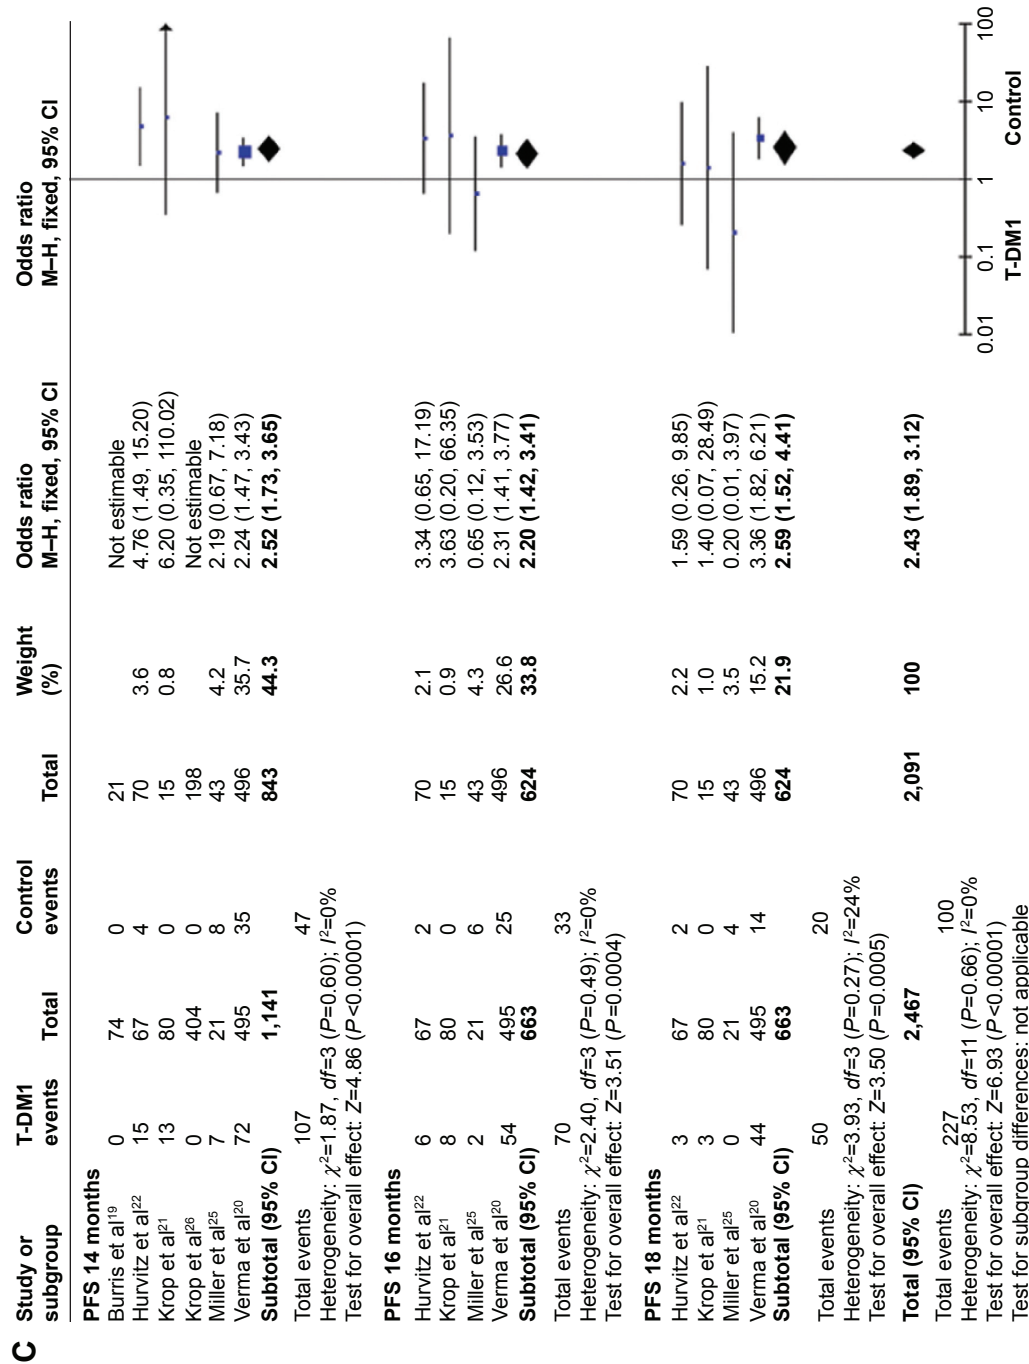 C
Study or subgroup T-DM1 events Total Control events Total Weight (%) Odds ratio M–H, fixed, 95% CI Odds ratio M–H, fixed, 95% CI
PFS 14 months
Burris et al19 0 74 0 21 Not estimable
Hurvitz et al22 15 67 4 70 3.6 4.76 (1.49, 15.20)
Krop et al21 13 80 0 15 0.8 6.20 (0.35, 110.02)
Krop et al26 0 404 0 198 Not estimable
Miller et al25 7 21 8 43 4.2 2.19 (0.67, 7.18)
Verma et al20 72 495 35 496 35.7 2.24 (1.47, 3.43)
Subtotal (95% CI) 1,141 843 44.3 2.52 (1.73, 3.65)
Total events 107 47
Heterogeneity: χ2=1.87, df=3 (P=0.60); I2=0%
Test for overall effect: Z=4.86 (P<0.00001)
PFS 16 months
Hurvitz et al22 6 67 2 70 2.1 3.34 (0.65, 17.19)
Krop et al21 8 80 0 15 0.9 3.63 (0.20, 66.35)
Miller et al25 2 21 6 43 4.3 0.65 (0.12, 3.53)
Verma et al20 54 495 25 496 26.6 2.31 (1.41, 3.77)
Subtotal (95% CI) 663 624 33.8 2.20 (1.42, 3.41)
Total events 70 33
Heterogeneity: χ2=2.40, df=3 (P=0.49); I2=0%
Test for overall effect: Z=3.51 (P=0.0004)
PFS 18 months
Hurvitz et al22 3 67 2 70 2.2 1.59 (0.26, 9.85)
Krop et al21 3 80 0 15 1.0 1.40 (0.07, 28.49)
Miller et al25 0 21 4 43 3.5 0.20 (0.01, 3.97)
Verma et al20 44 495 14 496 15.2 3.36 (1.82, 6.21)
Subtotal (95% CI) 663 624 21.9 2.59 (1.52, 4.41)
Total events 50 20
Heterogeneity: χ2=3.93, df=3 (P=0.27); I2=24%
Test for overall effect: Z=3.50 (P=0.0005)
Total (95% CI) 2,467 2,091 100 2.43 (1.89, 3.12)
Total events 227 100
Heterogeneity: χ2=8.53, df=11 (P=0.66); I2=0%
Test for overall effect: Z=6.93 (P<0.00001)
Test for subgroup differences: not applicable
0.01 0.1 1 10 100
T-DM1 Control